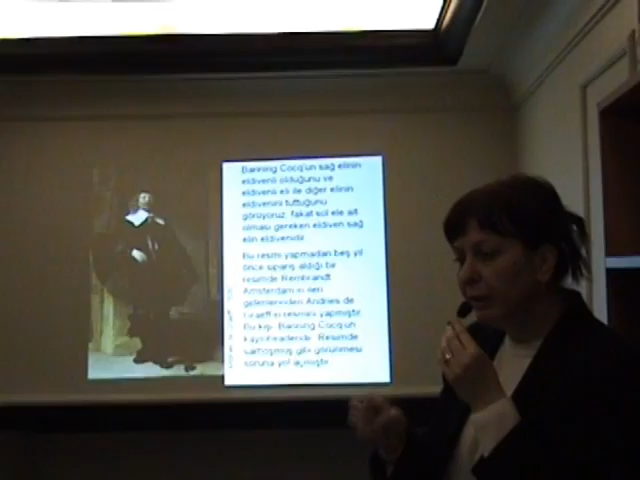 Banning Cocq'un sağ elinin
eldivenli olduğunu ve
eldivenli eli ile diğer elinin
eldivenini tuttuğunu
görüyoruz, fakat sol ele ait
olması gereken eldiven sağ
elin eldivenidir.
Bu resmi yapmadan beş yıl
önce sipariş aldığı bir
resimde Rembrandt
Amsterdam'ın ileri
gelenlerinden Andries de
Graeff'ın resmini yapmıştır.
Bu kişi Banning Cocq'un
kayınbiraderidir. Resimde
sarhoşmuş gibi görünmesi
soruna yol açmıştır.